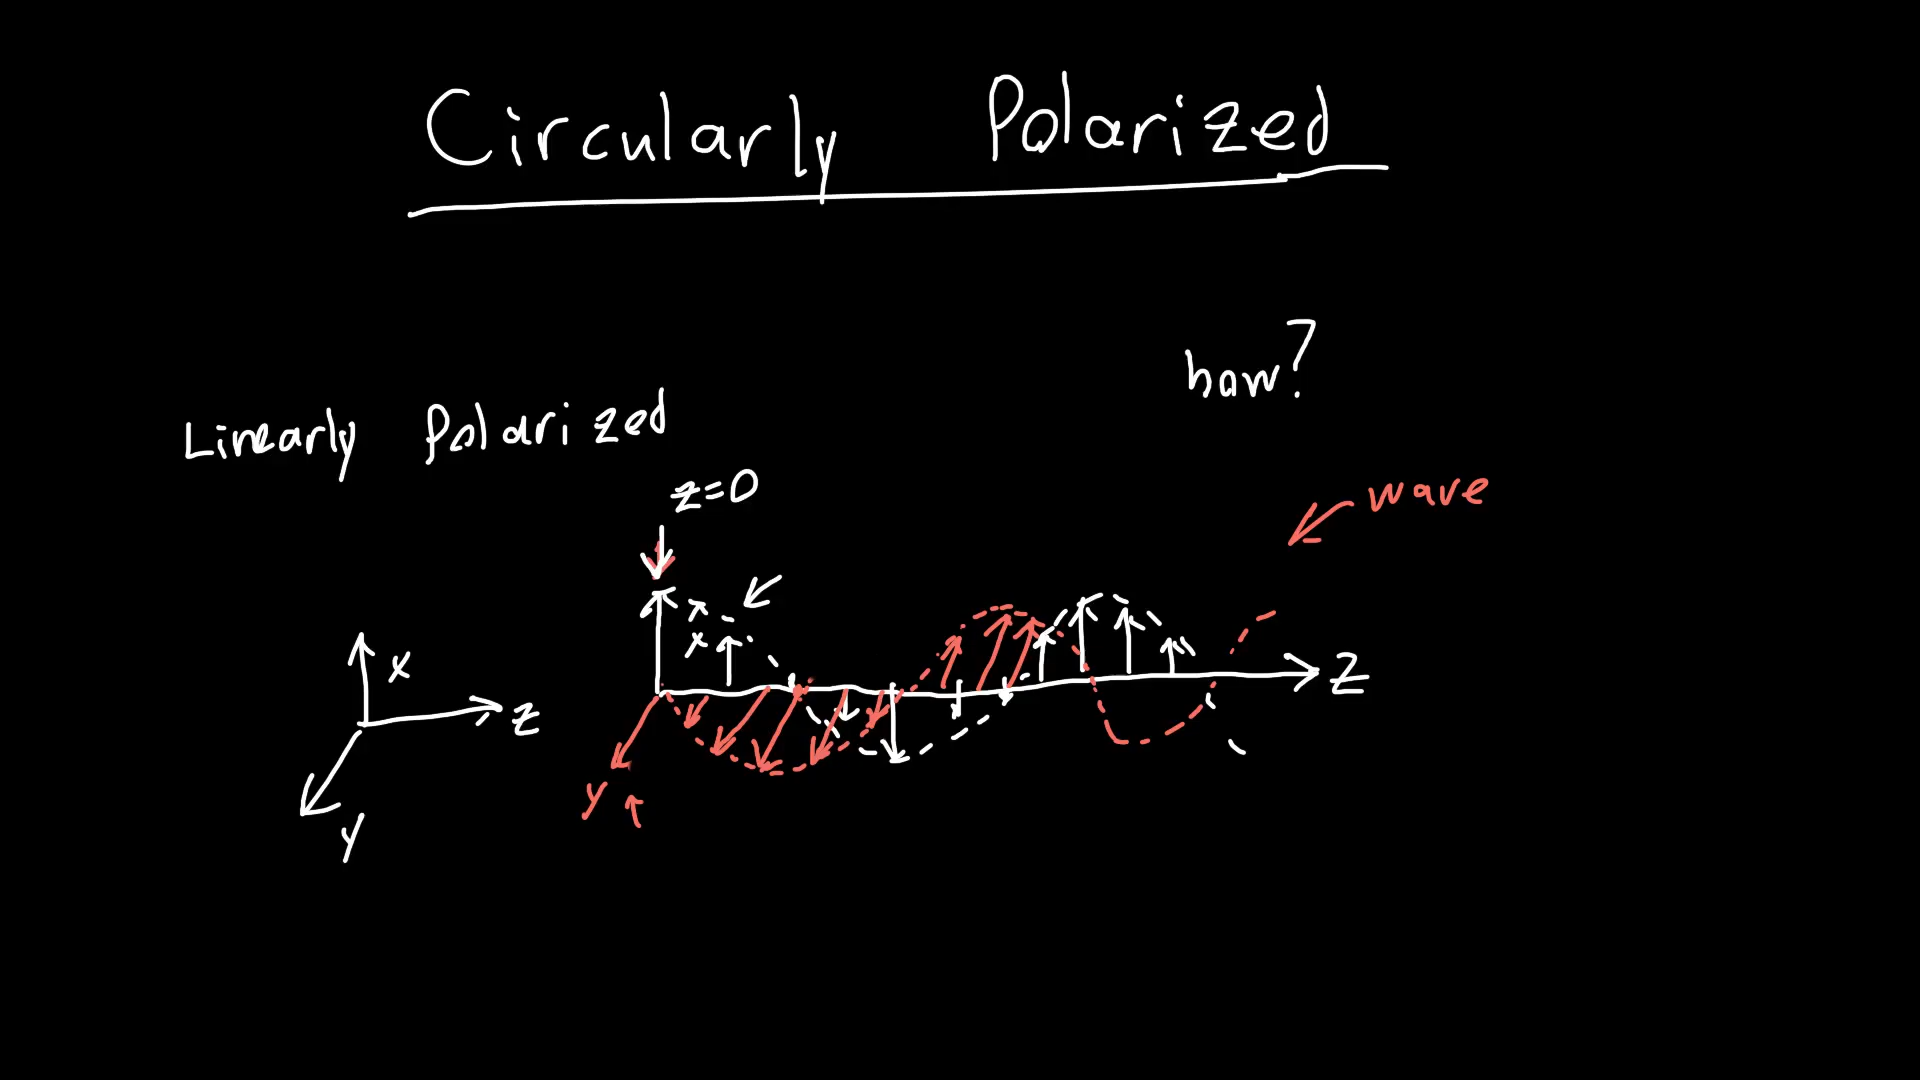 Circularly Polarized
how?
Linearly Polarized
z=0
wave
x
x
z
z
y
y